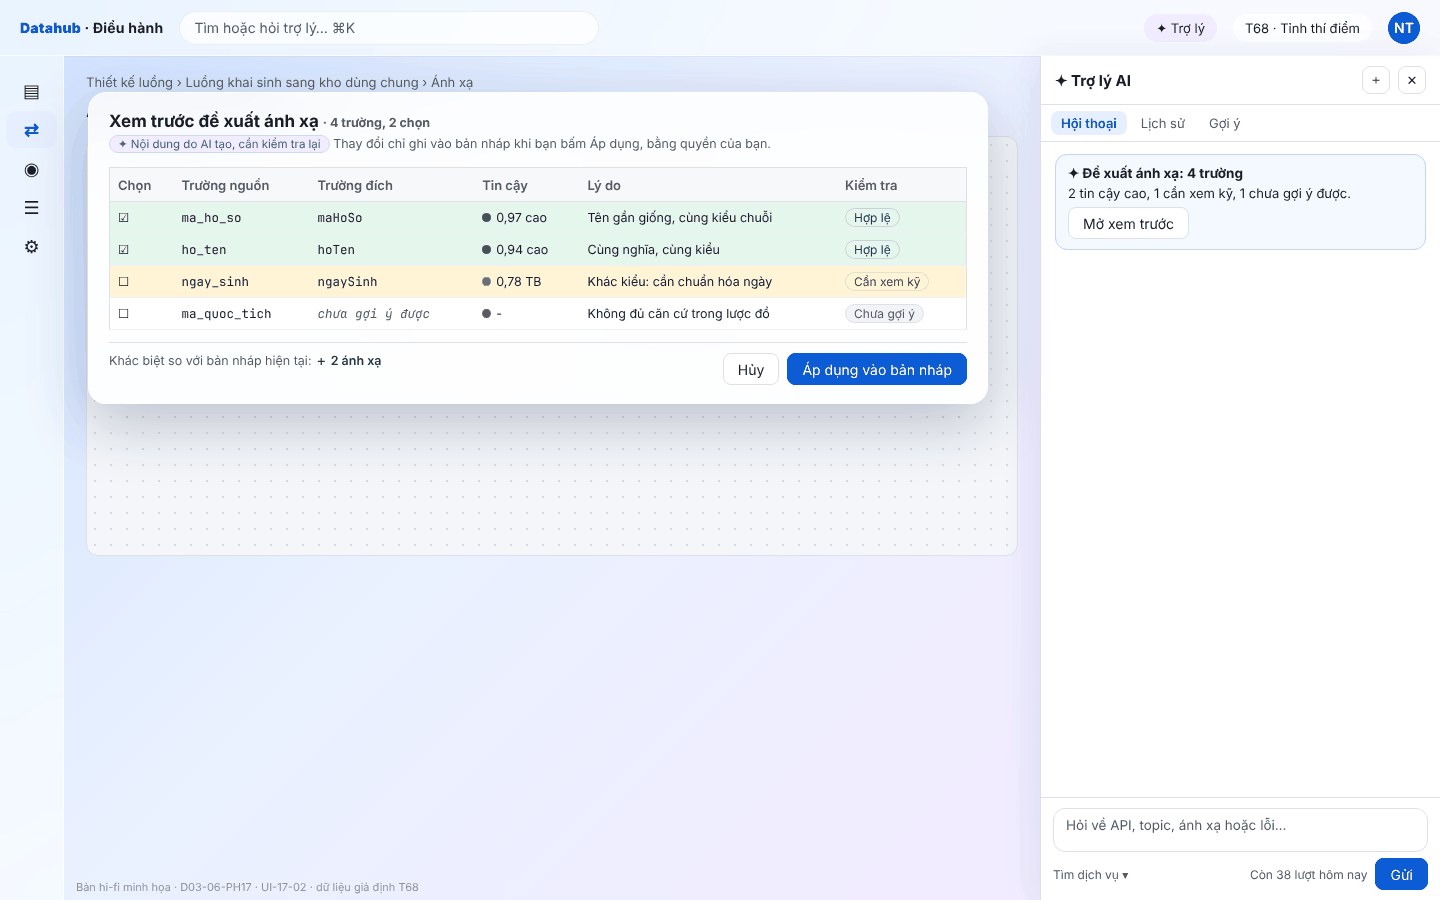 Datahub · Điều hành
Tìm hoặc hỏi trợ lý... ⌘K
✦ Trợ lý
T68 · Tỉnh thí điểm
NT
Thiết kế luồng › Luồng khai sinh sang kho dùng chung › Ánh xạ
Xem trước đề xuất ánh xạ · 4 trường, 2 chọn
✦ Nội dung do AI tạo, cần kiểm tra lại Thay đổi chỉ ghi vào bản nháp khi bạn bấm Áp dụng, bằng quyền của bạn.
Chọn Trường nguồn Trường đích Tin cậy Lý do Kiểm tra
☑ ma_ho_so maHoSo ● 0,97 cao Tên gần giống, cùng kiểu chuỗi Hợp lệ
☑ ho_ten hoTen ● 0,94 cao Cùng nghĩa, cùng kiểu Hợp lệ
☐ ngay_sinh ngaySinh ● 0,78 TB Khác kiểu: cần chuẩn hóa ngày Cần xem kỹ
☐ ma_quoc_tich chưa gợi ý được ● - Không đủ căn cứ trong lược đồ Chưa gợi ý
Khác biệt so với bản nháp hiện tại: + 2 ánh xạ
Hủy
Áp dụng vào bản nháp
✦ Trợ lý AI
+ ✕
Hội thoại Lịch sử Gợi ý
✦ Đề xuất ánh xạ: 4 trường
2 tin cậy cao, 1 cần xem kỹ, 1 chưa gợi ý được.
Mở xem trước
Hỏi về API, topic, ánh xạ hoặc lỗi...
Tìm dịch vụ ▾
Còn 38 lượt hôm nay
Gửi
Bản hi-fi minh họa · D03-06-PH17 · UI-17-02 · dữ liệu giả định T68